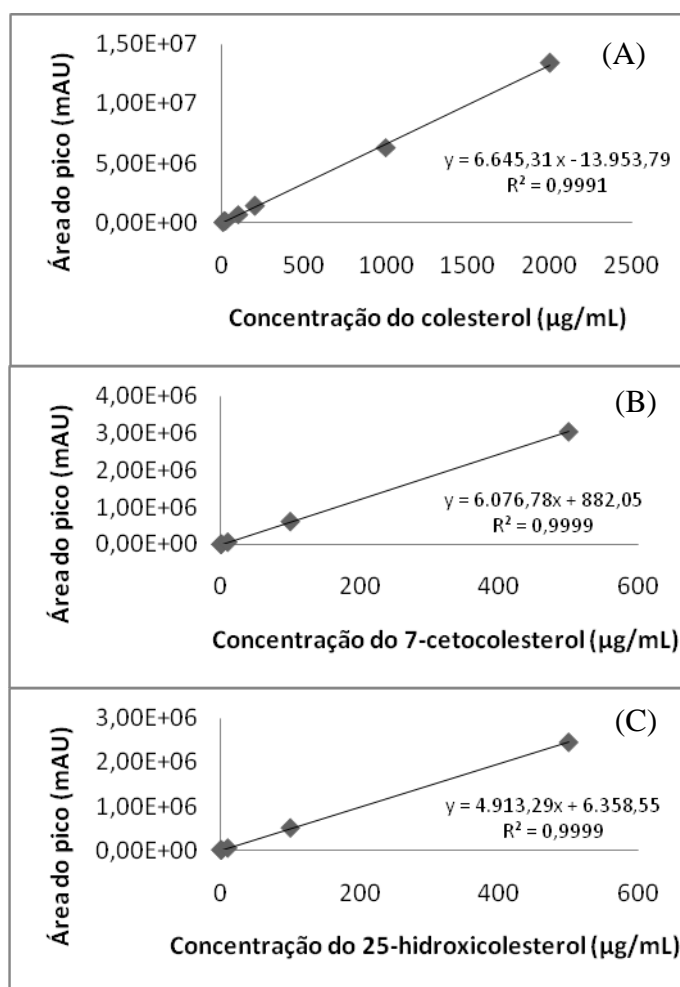 (A)
Área do pico (mAU)
1,50E+07
1,00E+07
5,00E+06
0,00E+00
y = 6.645,31 x - 13.953,79
R² = 0,9991
0 500 1000 1500 2000 2500
Concentração do colesterol (µg/mL)
(B)
Área do pico (mAU)
4,00E+06
3,00E+06
2,00E+06
1,00E+06
0,00E+00
y = 6.076,78x + 882,05
R² = 0,9999
0 200 400 600
Concentração do 7-cetocolesterol (µg/mL)
(C)
Área do pico (mAU)
3,00E+06
2,00E+06
1,00E+06
0,00E+00
y = 4.913,29x + 6.358,55
R² = 0,9999
0 200 400 600
Concentração do 25-hidroxicolesterol (µg/mL)